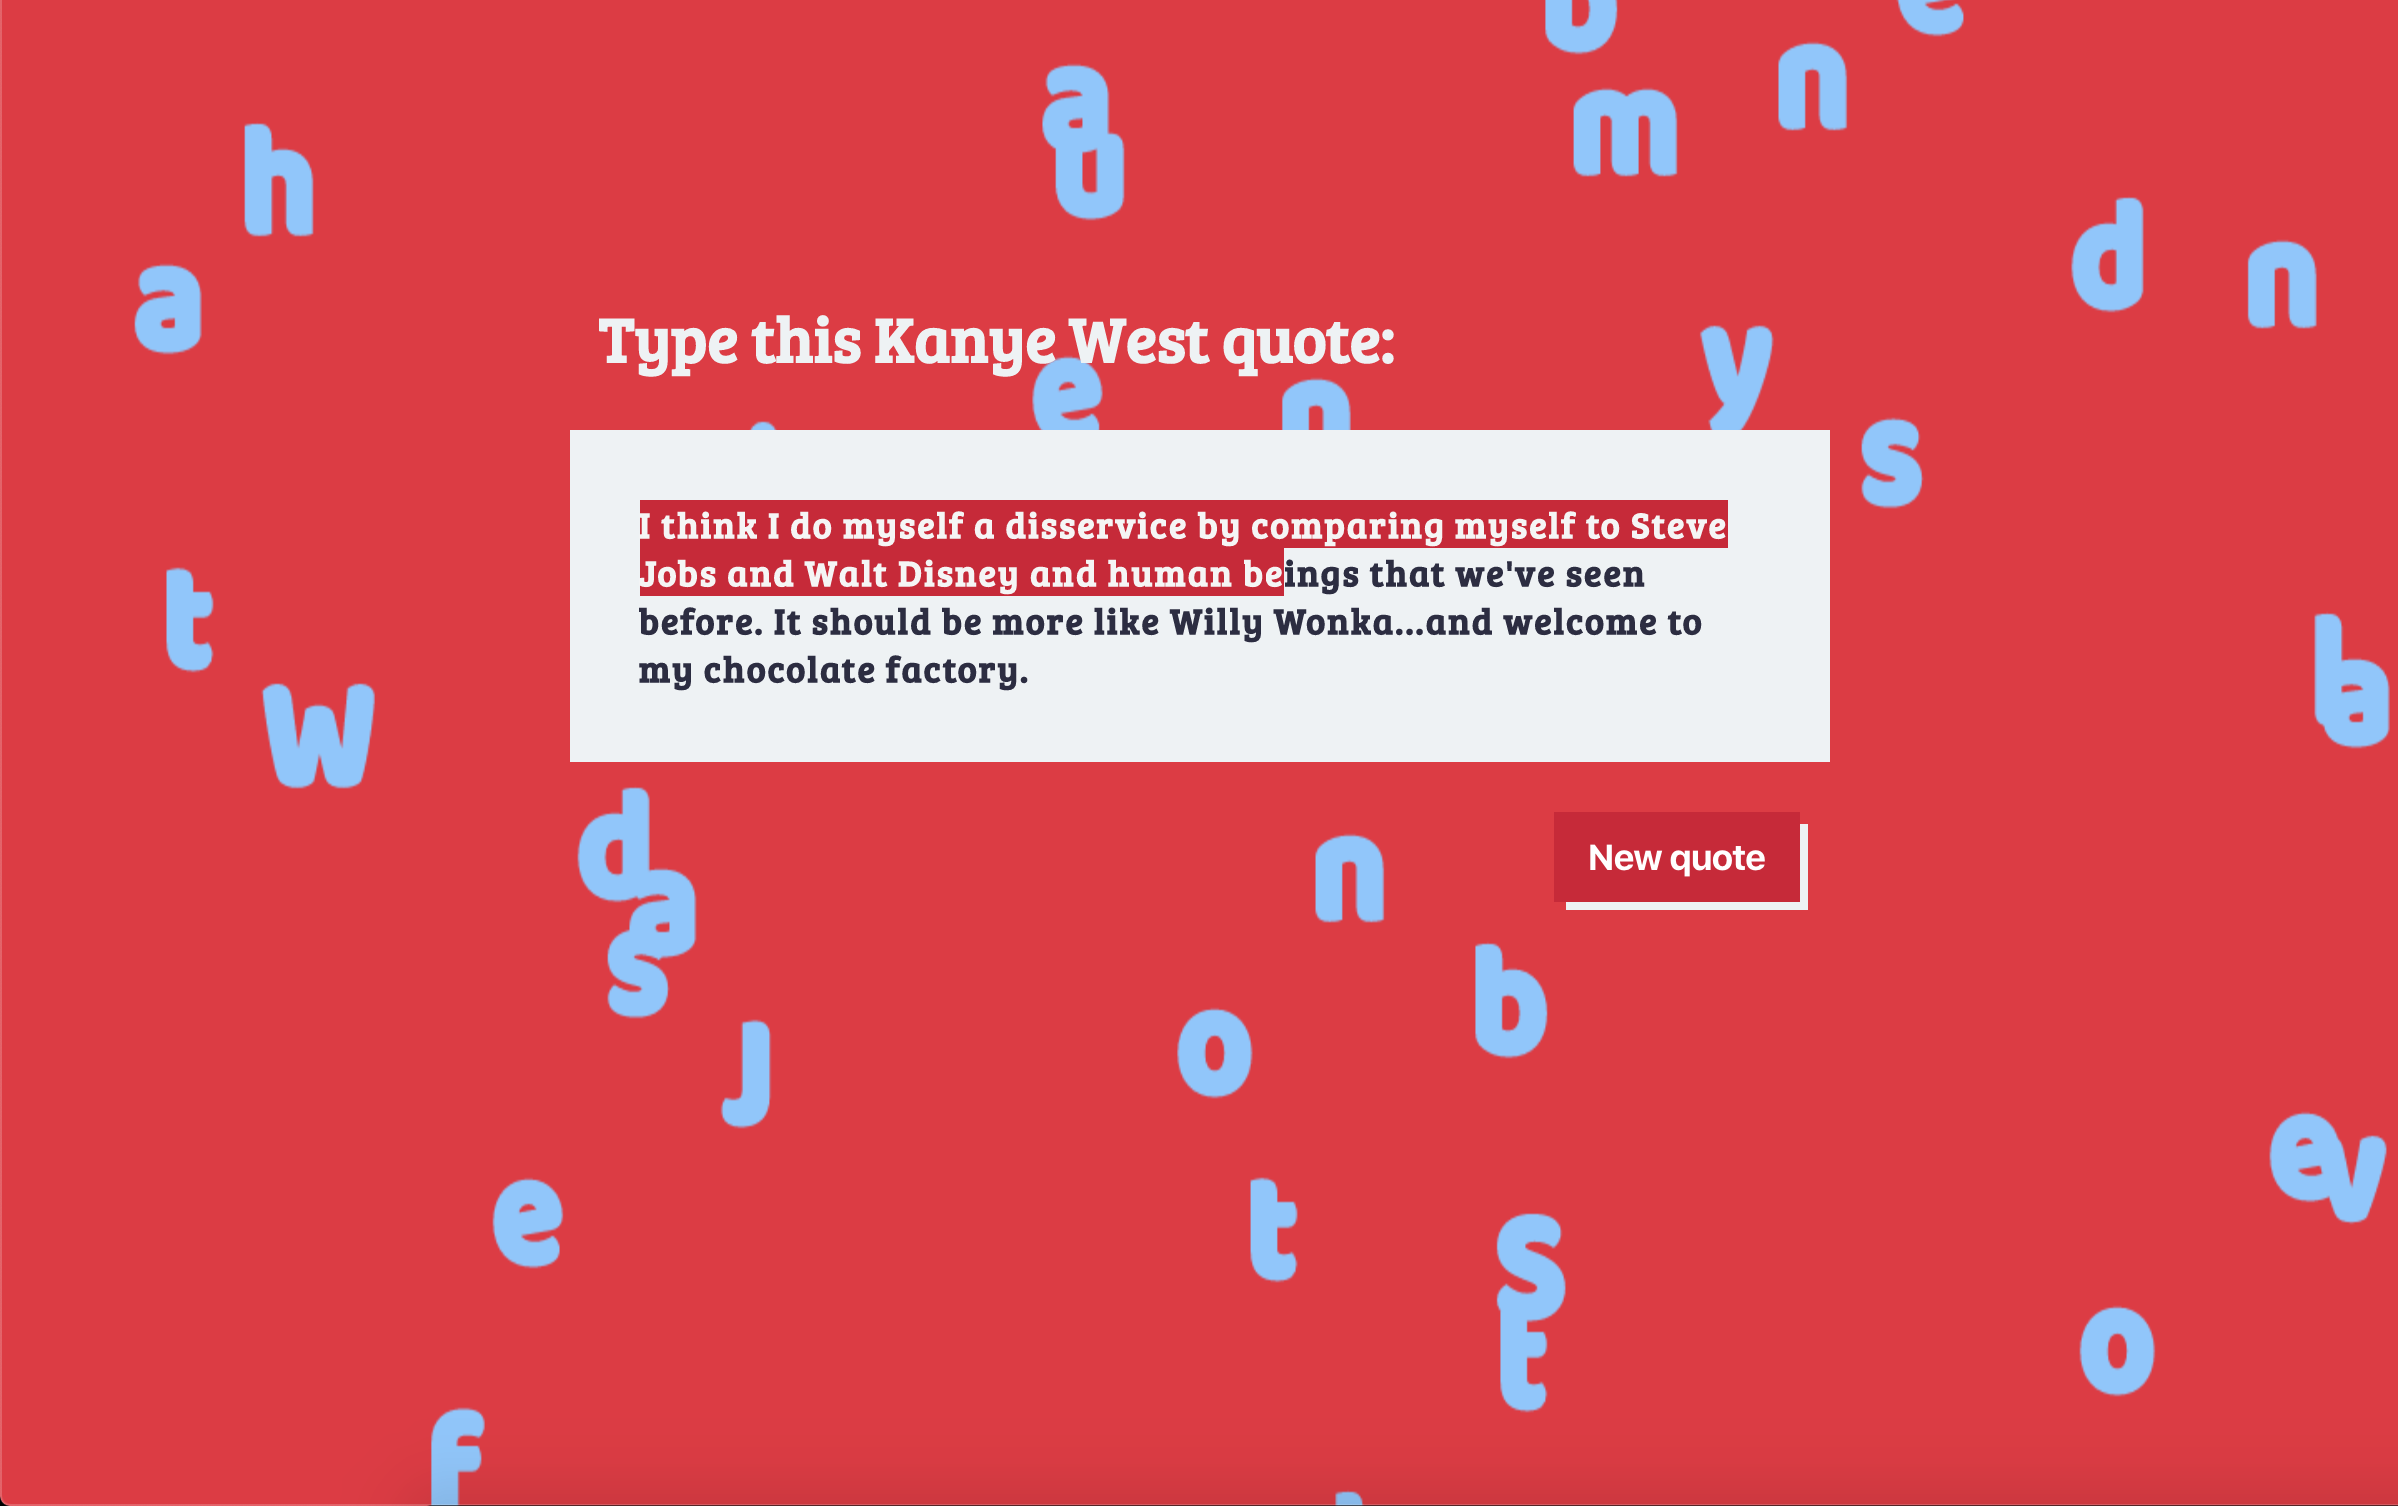 b
e
n
a
m
u
h
d
n
a
Type this Kanye West quote:
y
e
n
s
I think I do myself a disservice by comparing myself to Steve
Jobs and Walt Disney and human beings that we've seen
before. It should be more like Willy Wonka...and welcome to
my chocolate factory.
t
b
a
W
d
New quote
n
a
s
b
o
J
e
v
e
t
S
t
o
f